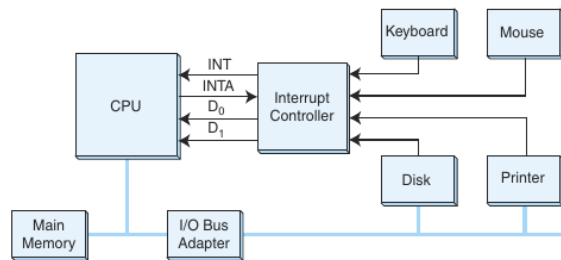 Keyboard
Mouse
INT
INTA
CPU
D0
D1
Interrupt
Controller
Disk
Printer
Main
Memory
I/O Bus
Adapter